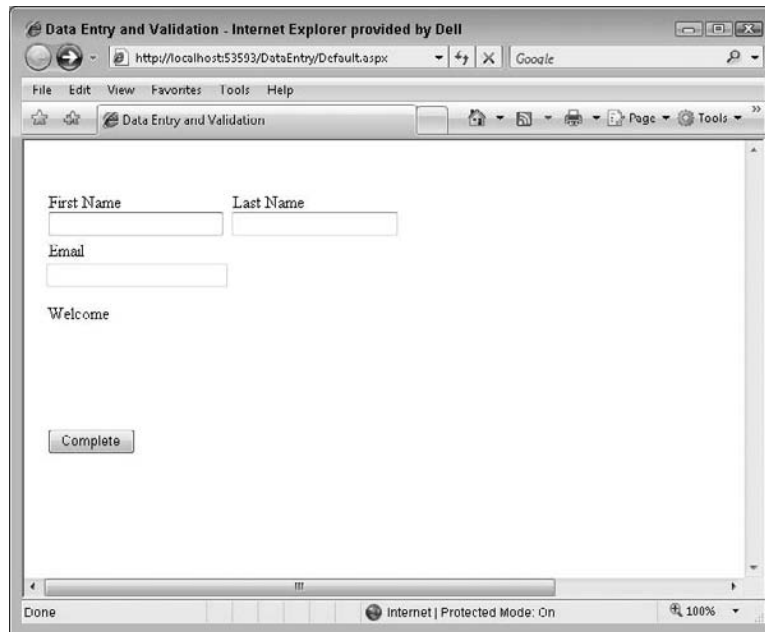 Data Entry and Validation - Internet Explorer provided by Dell
http://localhost:53593/DataEntry/Default.aspx
Google
File Edit View Favorites Tools Help
Data Entry and Validation
Page Tools
First Name Last Name
Email
Welcome
Complete
Done
Internet | Protected Mode: On
100%